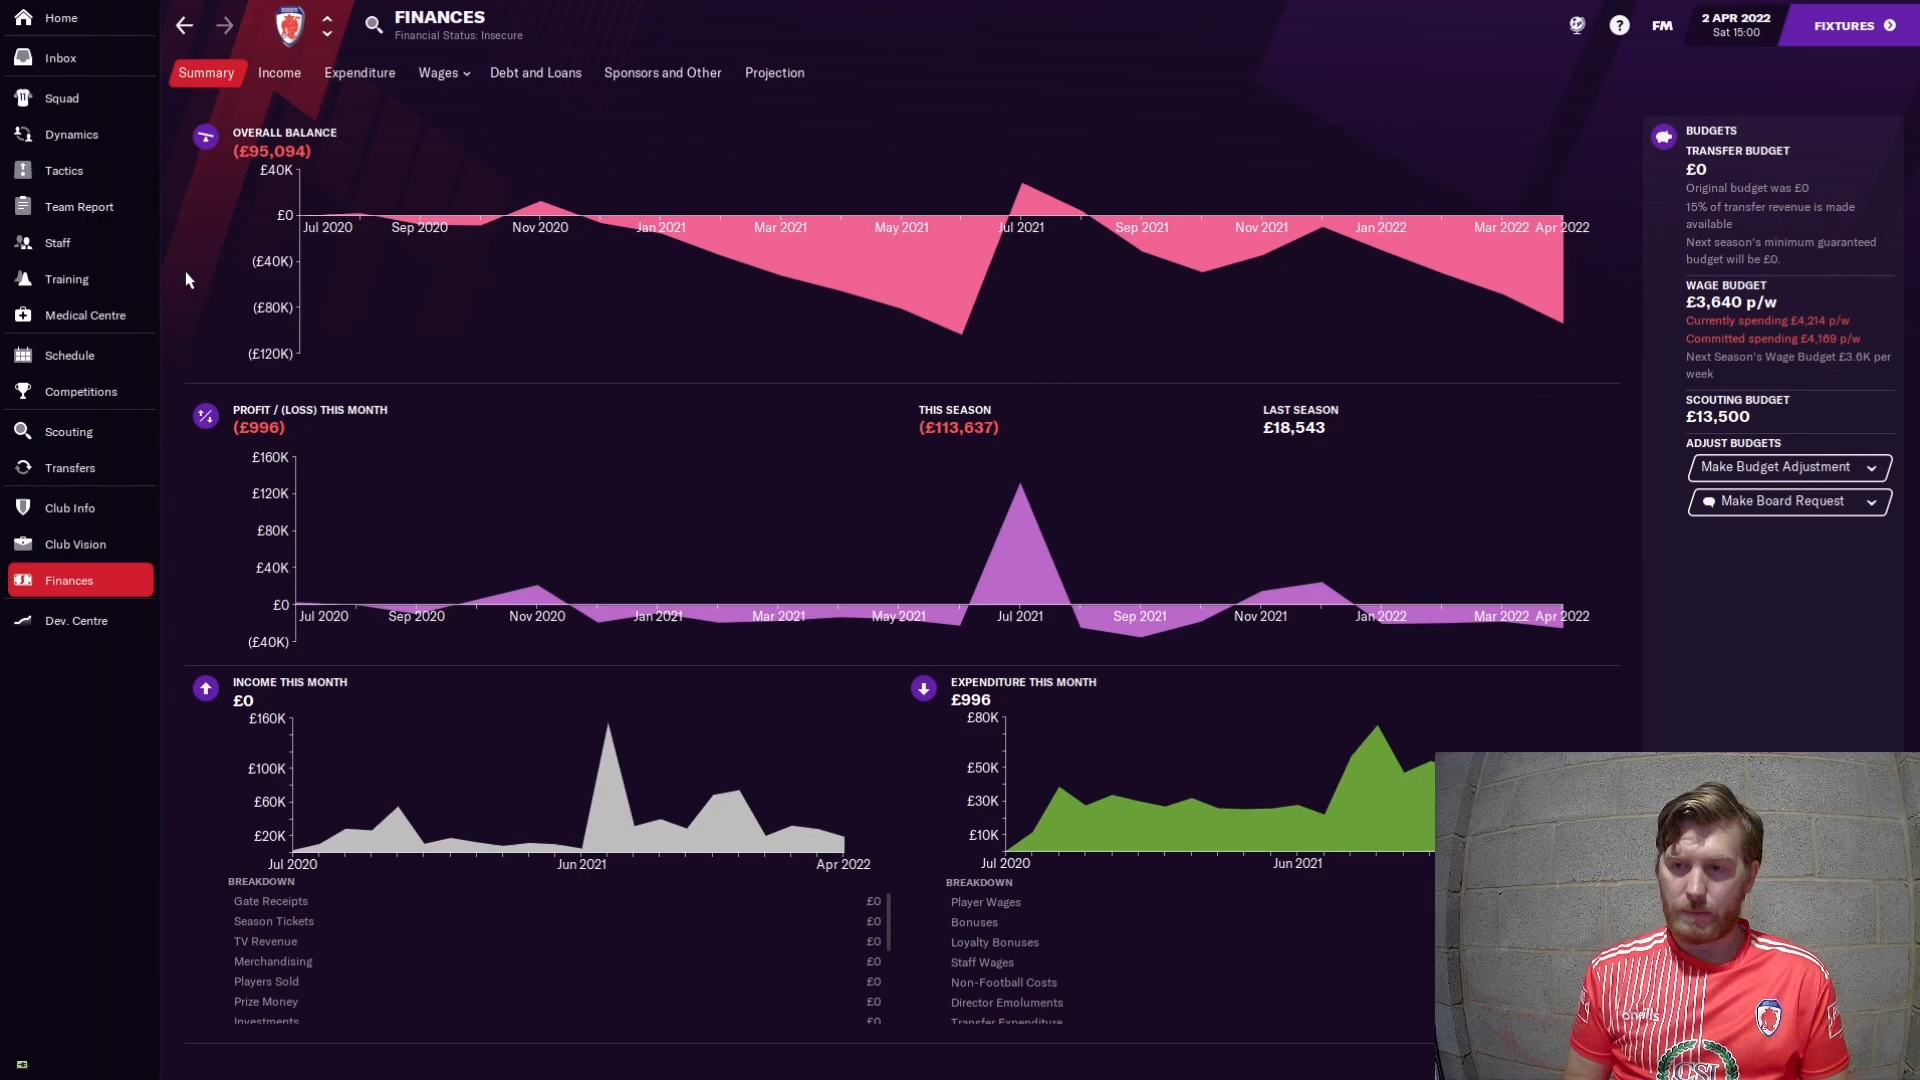 Home
Inbox
Squad
Dynamics
Tactics
Team Report
Staff
Training
Medical Centre
Schedule
Competitions
Scouting
Transfers
Club Info
Club Vision
Finances
Dev. Centre
FINANCES
Financial Status: Insecure
FM
2 APR 2022
Sat 15:00
FIXTURES
Summary
Income
Expenditure
Wages
Debt and Loans
Sponsors and Other
Projection
OVERALL BALANCE
(£95,094)
£40K
£0
(£40K)
(£80K)
(£120K)
Jul 2020 Sep 2020 Nov 2020 Jan 2021 Mar 2021 May 2021 Jul 2021 Sep 2021 Nov 2021 Jan 2022 Mar 2022 Apr 2022
PROFIT / (LOSS) THIS MONTH
(£996)
THIS SEASON
(£113,637)
LAST SEASON
£18,543
£160K
£120K
£80K
£40K
£0
(£40K)
Jul 2020 Sep 2020 Nov 2020 Jan 2021 Mar 2021 May 2021 Jul 2021 Sep 2021 Nov 2021 Jan 2022 Mar 2022 Apr 2022
INCOME THIS MONTH
£0
£160K
£100K
£60K
£20K
Jul 2020 Jun 2021 Apr 2022
BREAKDOWN
Gate Receipts £0
Season Tickets £0
TV Revenue £0
Merchandising £0
Players Sold £0
Prize Money £0
Investments £0
EXPENDITURE THIS MONTH
£996
£80K
£50K
£30K
£10K
Jul 2020 Jun 2021
BREAKDOWN
Player Wages
Bonuses
Loyalty Bonuses
Staff Wages
Non-Football Costs
Director Emoluments
Transfer Expenditure
BUDGETS
TRANSFER BUDGET
£0
Original budget was £0
15% of transfer revenue is made
available
Next season's minimum guaranteed
budget will be £0.
WAGE BUDGET
£3,640 p/w
Currently spending £4,214 p/w
Committed spending £4,169 p/w
Next Season's Wage Budget £3.6K per
week
SCOUTING BUDGET
£13,500
ADJUST BUDGETS
Make Budget Adjustment
Make Board Request
o'neills